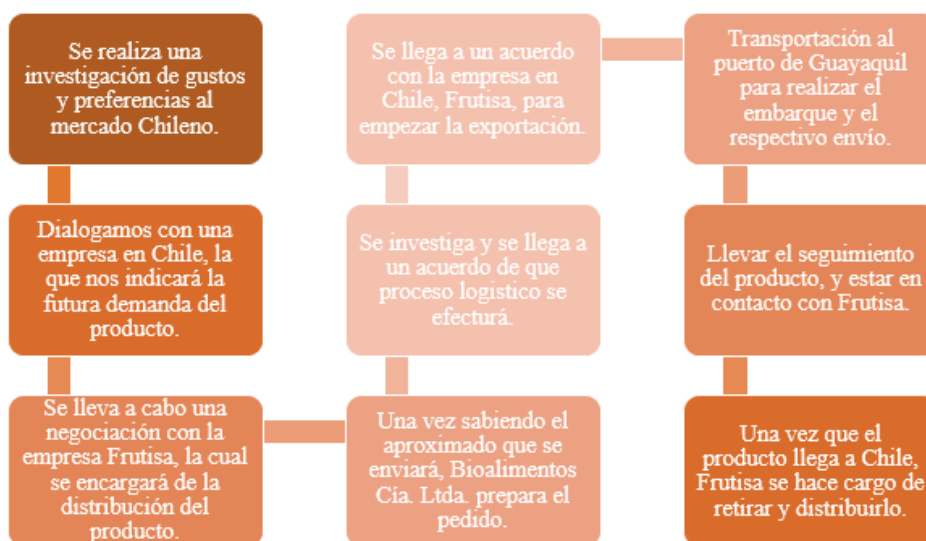 Se realiza una
investigación de gustos
y preferencias al
mercado Chileno.
Dialogamos con una
empresa en Chile, la
que nos indicará la
futura demanda del
producto.
Se lleva a cabo una
negociación con la
empresa Frutisa, la cual
se encargará de la
distribución del
producto.
Una vez sabiendo el
aproximado que se
enviará, Bioalimentos
Cía. Ltda. prepara el
pedido.
Se investiga y se llega a
un acuerdo de que
proceso logistico se
efecturá.
Se llega a un acuerdo
con la empresa en
Chile, Frutisa, para
empezar la exportación.
Transportación al
puerto de Guayaquil
para realizar el
embarque y el
respectivo envío.
Llevar el seguimiento
del producto, y estar en
contacto con Frutisa.
Una vez que el
producto llega a Chile,
Frutisa se hace cargo de
retirar y distribuirlo.